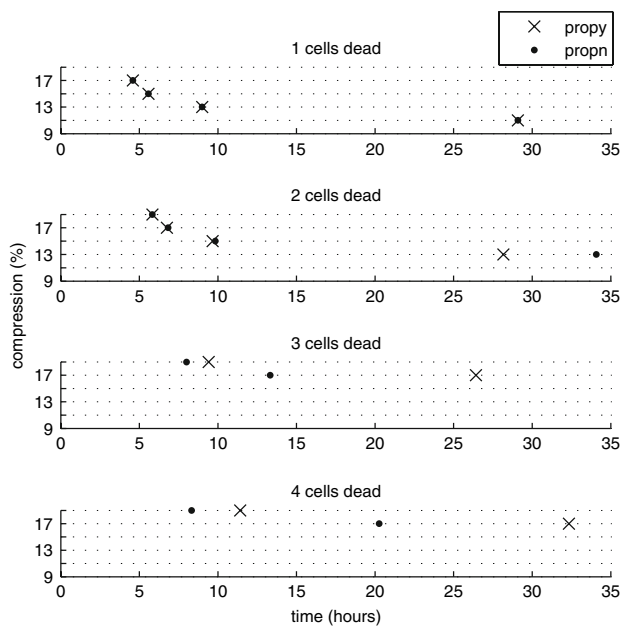 propy
propn
1 cells dead
17
13
9
0 5 10 15 20 25 30 35
2 cells dead
17
13
9
0 5 10 15 20 25 30 35
compression (%)
3 cells dead
17
13
9
0 5 10 15 20 25 30 35
4 cells dead
17
13
9
0 5 10 15 20 25 30 35
time (hours)